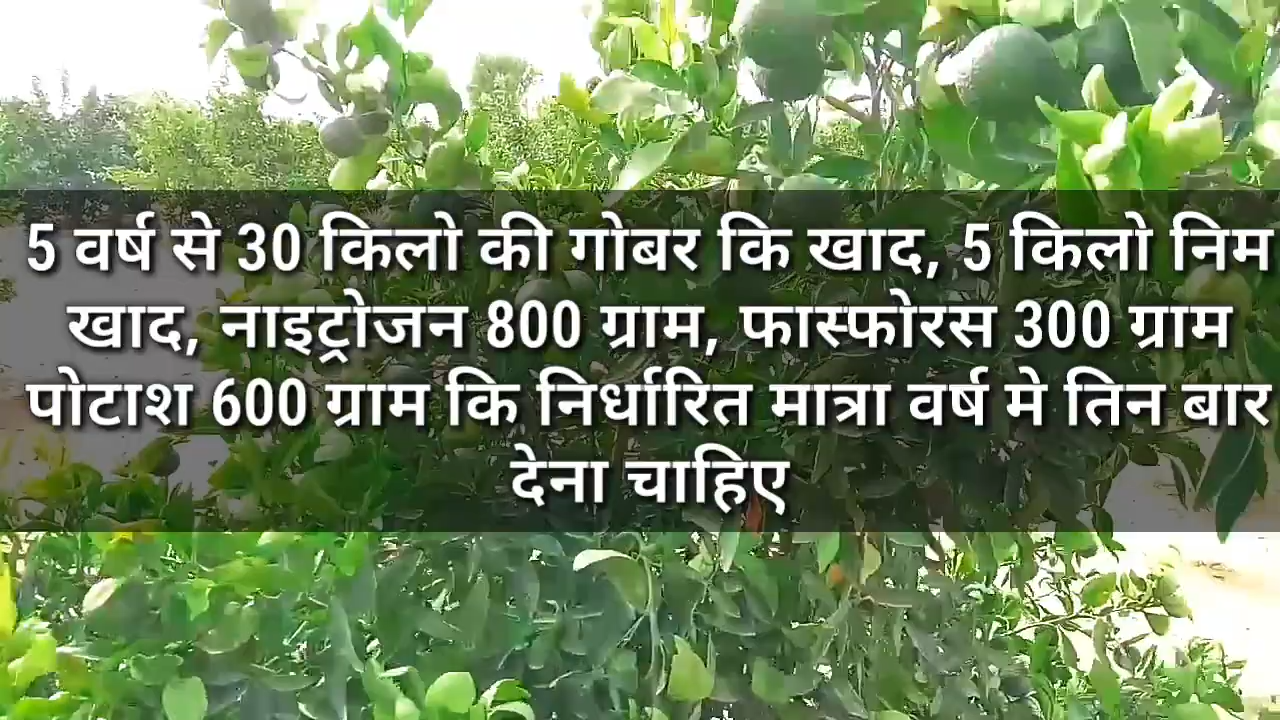 5 वर्ष से 30 किलो की गोबर कि खाद, 5 किलो निम
खाद, नाइट्रोजन 800 ग्राम, फास्फोरस 300 ग्राम
पोटाश 600 ग्राम कि निर्धारित मात्रा वर्ष मे तिन बार
देना चाहिए